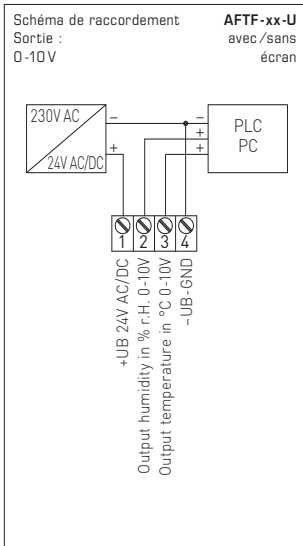 Schéma de raccordement AFTF-xx-U
Sortie : avec/sans
0-10 V écran
230V AC
24V AC/DC
–
+
–
+
+
PLC
PC
1 2 3 4
+UB 24V AC/DC
Output humidity in % r.H. 0-10V
Output temperature in °C 0-10V
–UB-GND